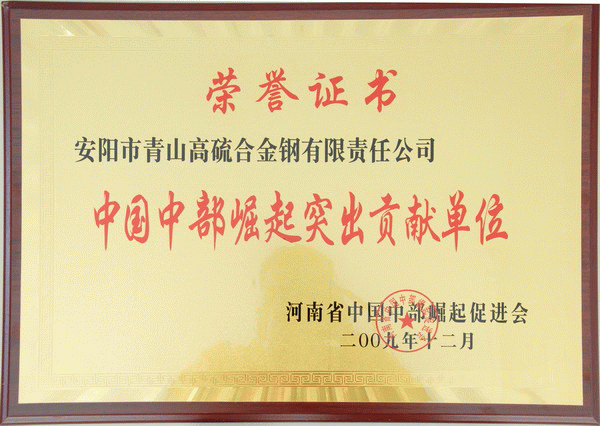 荣誉证书
安阳市青山高硫合金钢有限责任公司
中国中部崛起突出贡献单位
河南省中国中部崛起促进会
二00九年十二月